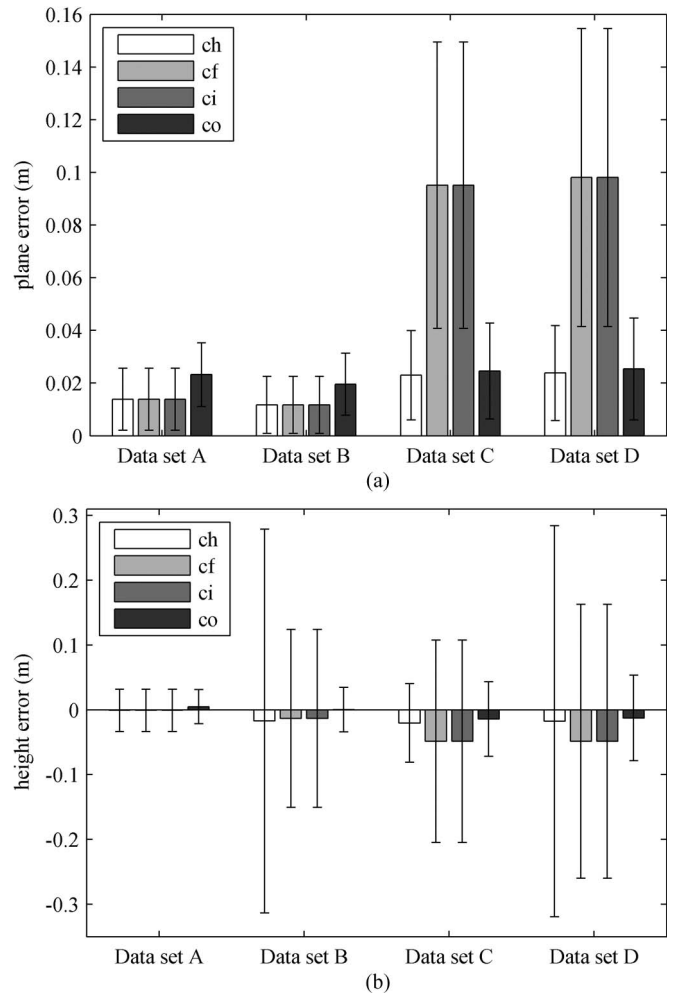 0.16
0.14
0.12
0.1
0.08
0.06
0.04
0.02
0
plane error (m)
ch
cf
ci
co
Data set A Data set B Data set C Data set D
(a)
0.3
0.2
0.1
0
-0.1
-0.2
-0.3
height error (m)
ch
cf
ci
co
Data set A Data set B Data set C Data set D
(b)